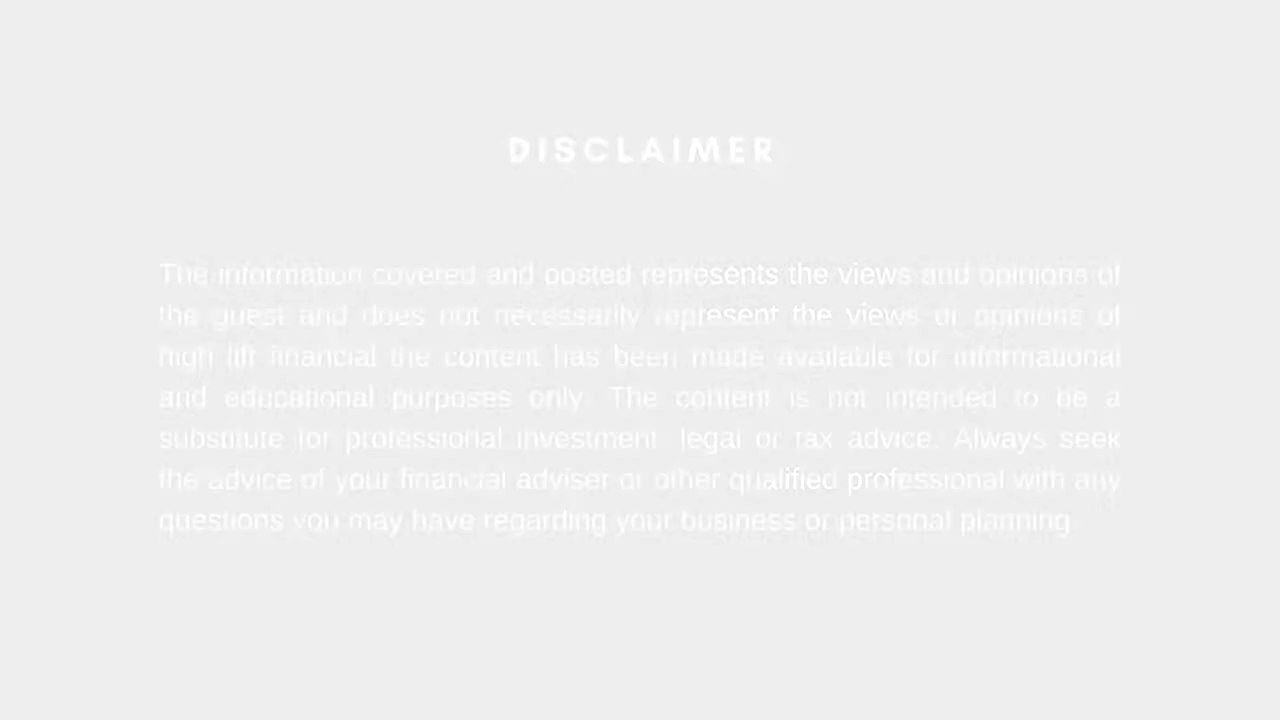 DISCLAIMER
The information covered and posted represents the views and opinions of
the guest and does not necessarily represent the views or opinions of
high lift financial the content has been made available for informational
and educational purposes only. The content is not intended to be a
substitute for professional investment, legal or tax advice. Always seek
the advice of your financial adviser or other qualified professional with any
questions you may have regarding your business or personal planning